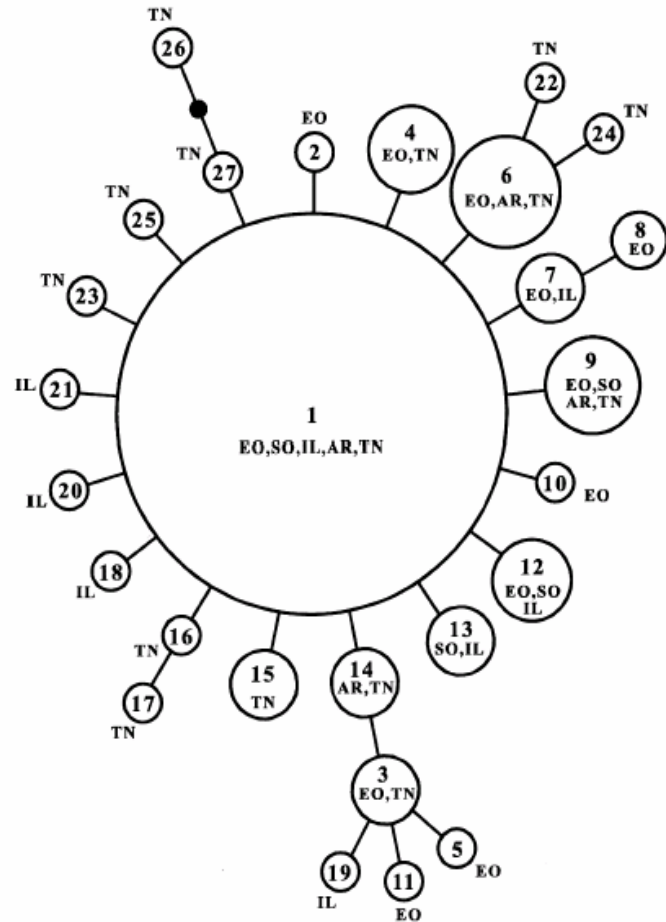 TN
26
TN
27
EO
2
4
EO,TN
TN
22
TN
24
6
EO,AR,TN
TN
25
8
EO
7
EO,IL
TN
23
9
EO,SO
AR,TN
IL
21
1
EO,SO,IL,AR,TN
IL
20
10
EO
18
IL
12
EO,SO
IL
13
SO,IL
16
TN
17
TN
15
TN
14
AR,TN
3
EO,TN
5
EO
19
IL
11
EO